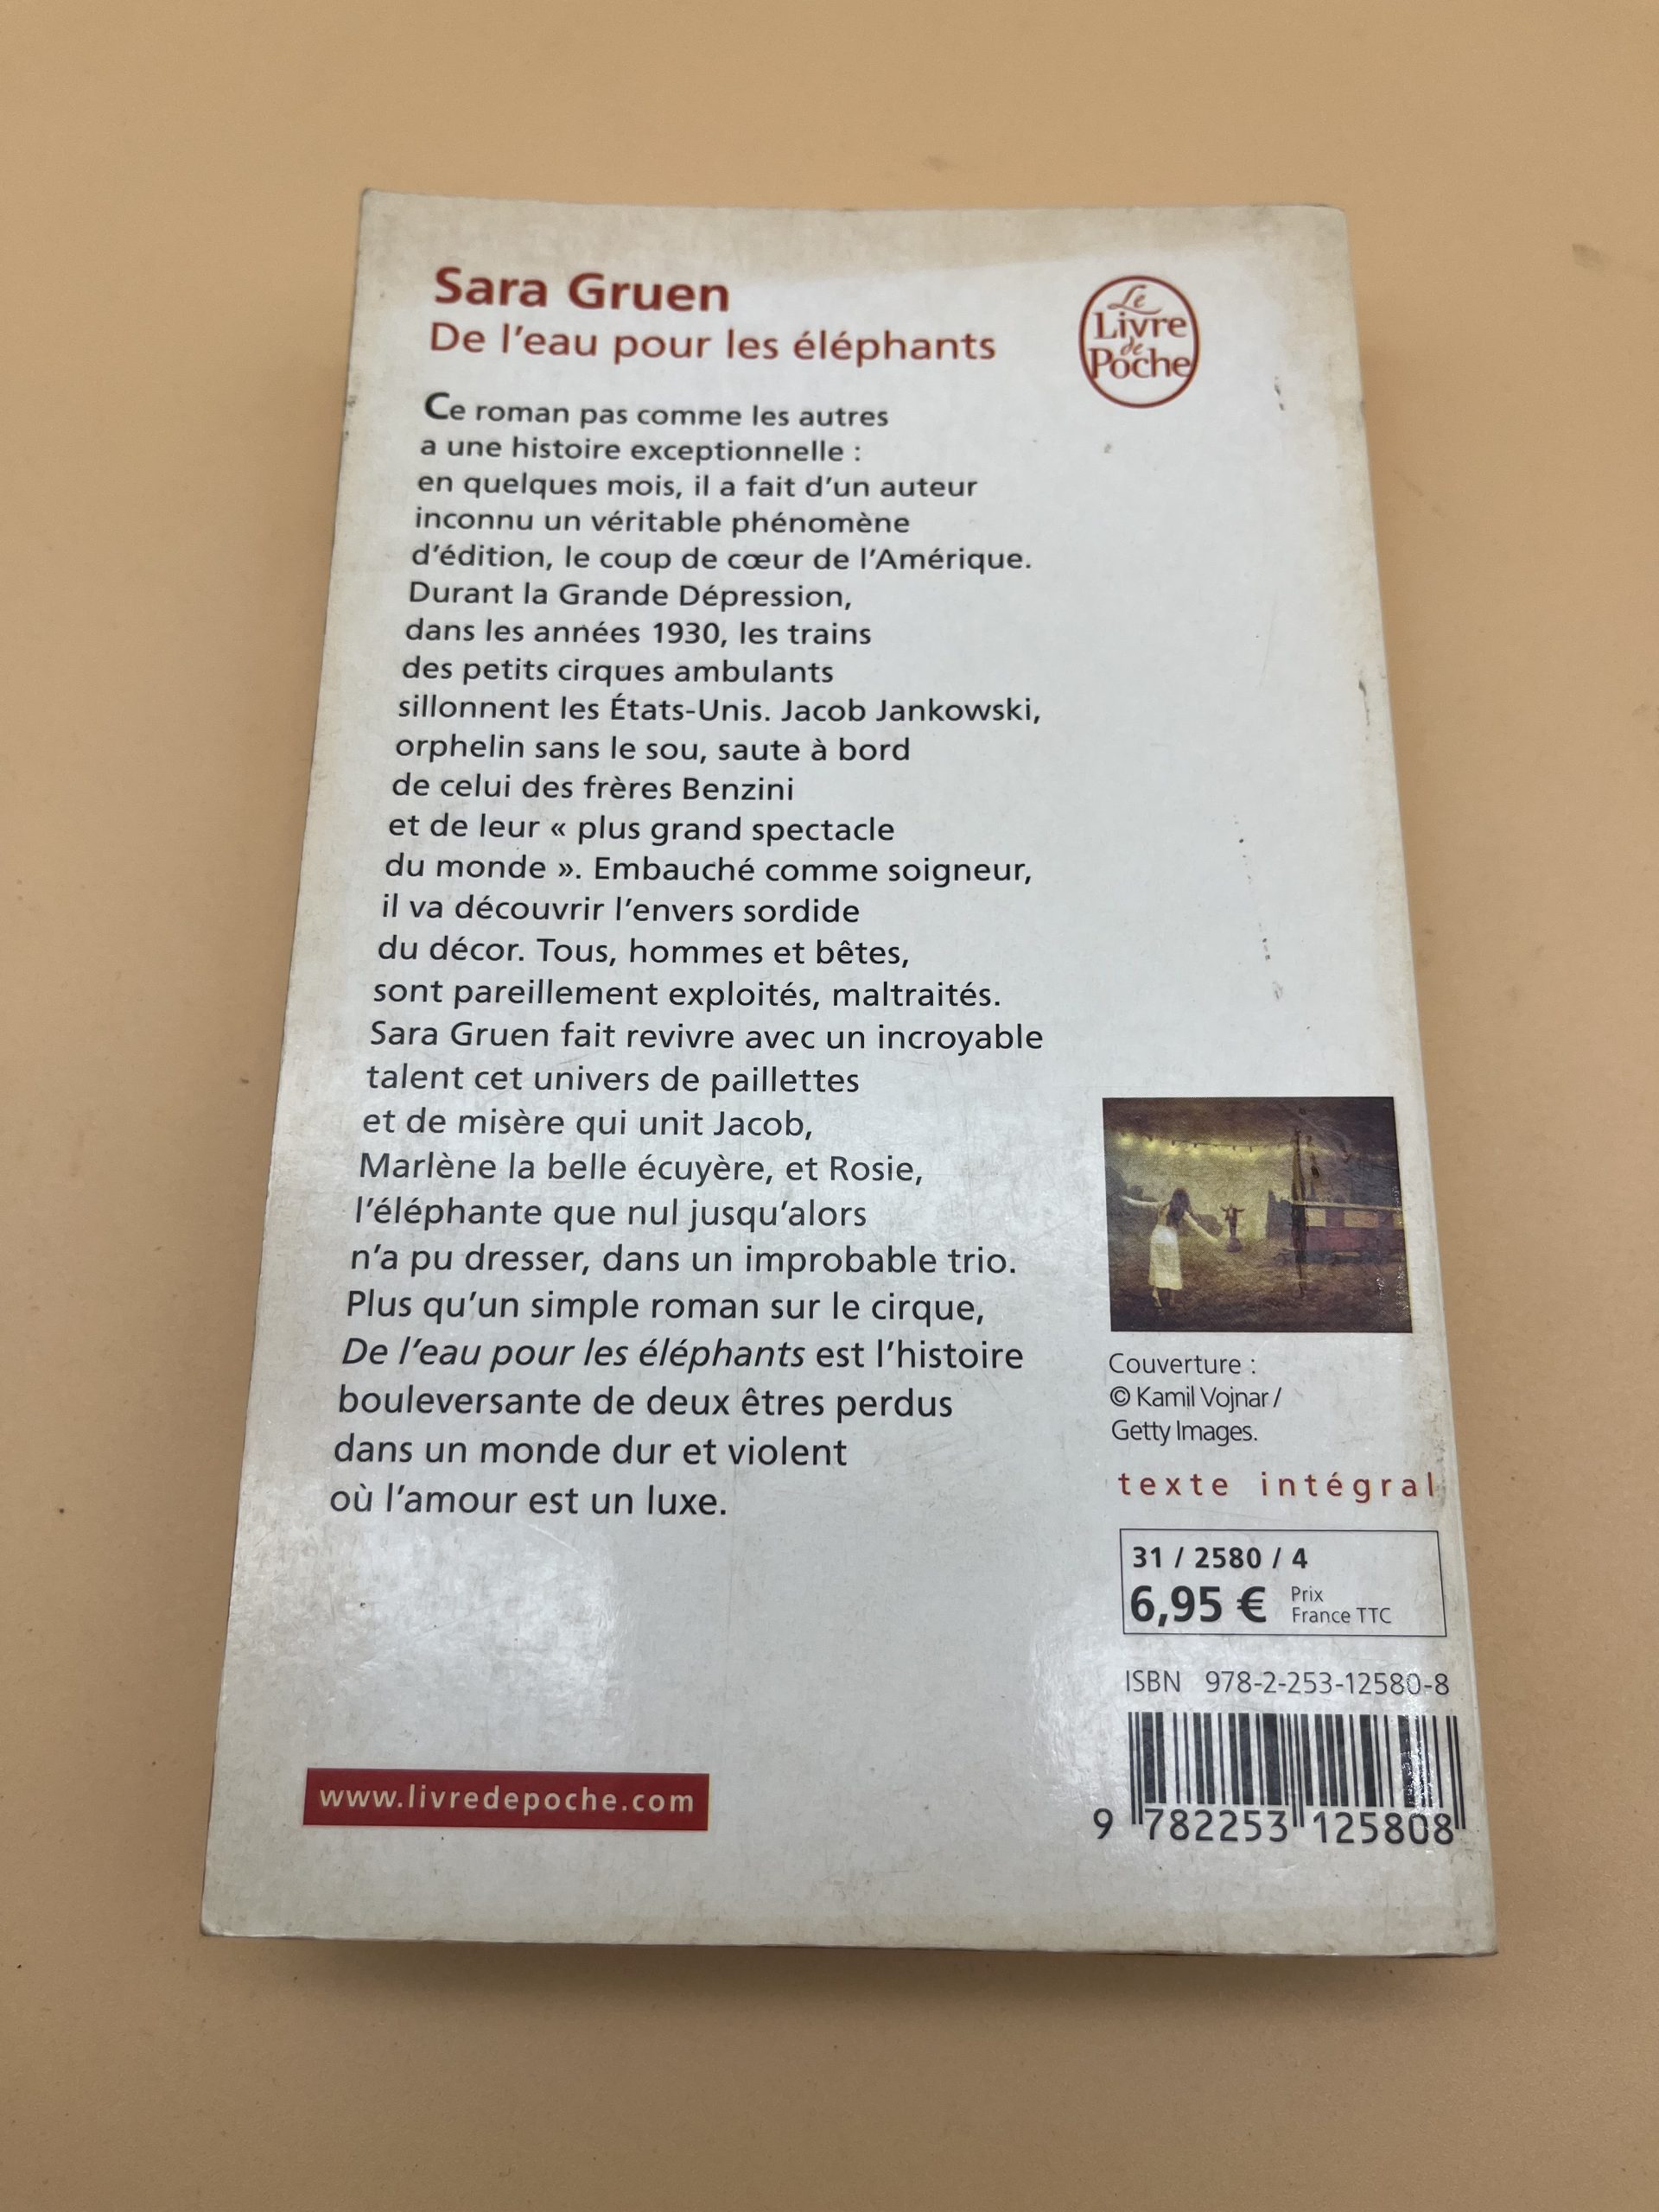 Sara Gruen
De l'eau pour les éléphants
Le
Livre
de
Poche
Ce roman pas comme les autres
a une histoire exceptionnelle :
en quelques mois, il a fait d'un auteur
inconnu un véritable phénomène
d'édition, le coup de cœur de l'Amérique.
Durant la Grande Dépression,
dans les années 1930, les trains
des petits cirques ambulants
sillonnent les États-Unis. Jacob Jankowski,
orphelin sans le sou, saute à bord
de celui des frères Benzini
et de leur « plus grand spectacle
du monde ». Embauché comme soigneur,
il va découvrir l'envers sordide
du décor. Tous, hommes et bêtes,
sont pareillement exploités, maltraités.
Sara Gruen fait revivre avec un incroyable
talent cet univers de paillettes
et de misère qui unit Jacob,
Marlène la belle écuyère, et Rosie,
l'éléphante que nul jusqu'alors
n'a pu dresser, dans un improbable trio.
Plus qu'un simple roman sur le cirque,
De l'eau pour les éléphants est l'histoire
bouleversante de deux êtres perdus
dans un monde dur et violent
où l'amour est un luxe.
Couverture :
© Kamil Vojnar /
Getty Images.
texte intégral
31 / 2580 / 4
6,95 € Prix
France TTC
ISBN 978-2-253-12580-8
9 782253 125808
www.livredepoche.com